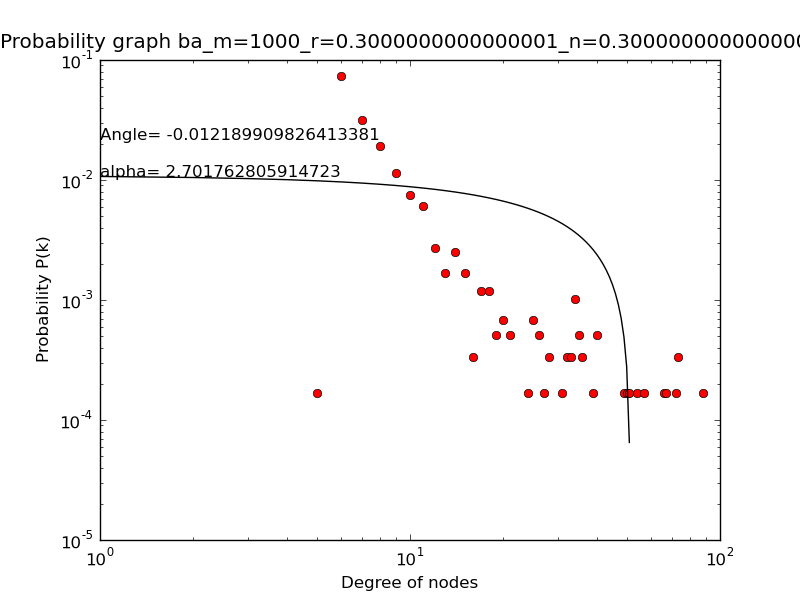 Probability graph ba_m=1000_r=0.3000000000000001_n=0.300000000000000
10^-1
Angle= -0.012189909826413381
alpha= 2.701762805914723
10^-2
10^-3
10^-4
10^-5
Probability P(k)
10^0
10^1
10^2
Degree of nodes